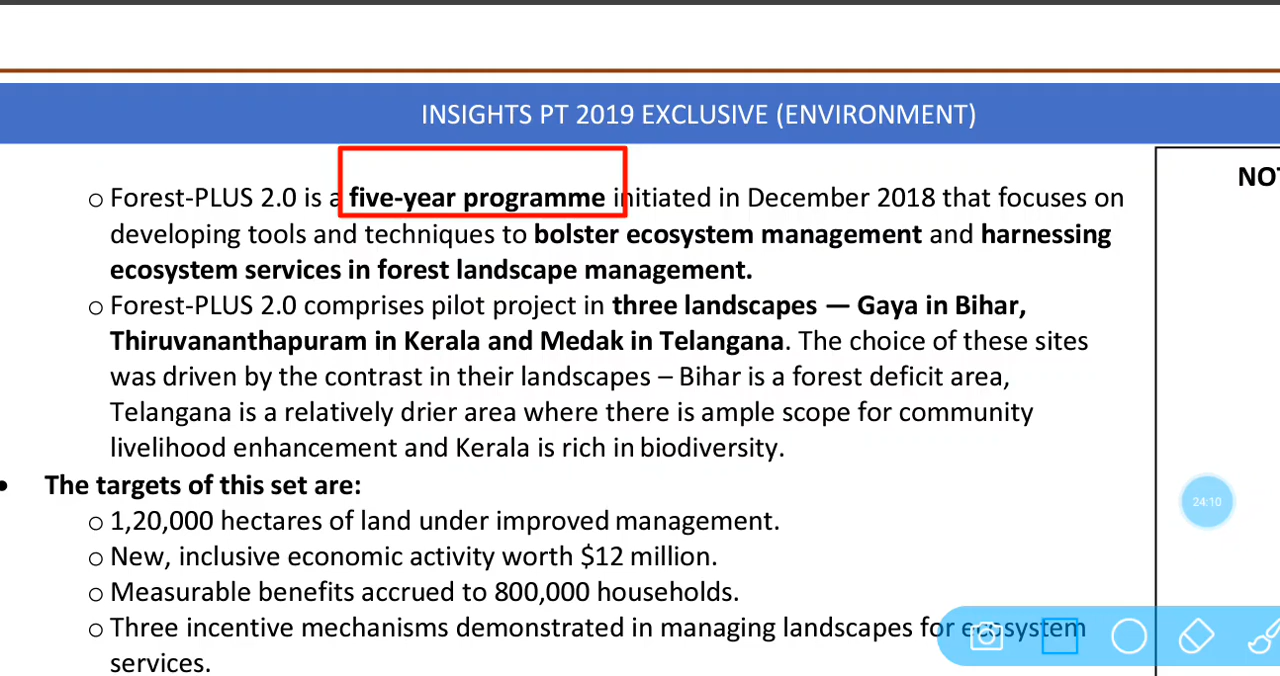 INSIGHTS PT 2019 EXCLUSIVE (ENVIRONMENT)
NOT
o Forest-PLUS 2.0 is a five-year programme initiated in December 2018 that focuses on
developing tools and techniques to bolster ecosystem management and harnessing
ecosystem services in forest landscape management.
o Forest-PLUS 2.0 comprises pilot project in three landscapes — Gaya in Bihar,
Thiruvananthapuram in Kerala and Medak in Telangana. The choice of these sites
was driven by the contrast in their landscapes – Bihar is a forest deficit area,
Telangana is a relatively drier area where there is ample scope for community
livelihood enhancement and Kerala is rich in biodiversity.
• The targets of this set are:
o 1,20,000 hectares of land under improved management.
24:10
o New, inclusive economic activity worth $12 million.
o Measurable benefits accrued to 800,000 households.
o Three incentive mechanisms demonstrated in managing landscapes for ecosystem
services.